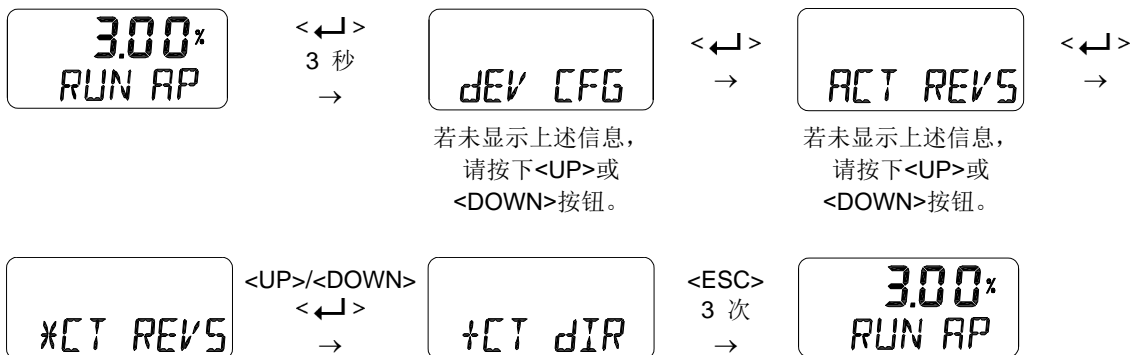 3.00%
RUN AP
<↵>
3 秒
→
dEV CFG
若未显示上述信息，
请按下<UP>或
<DOWN>按钮。
<↵>
→
ACT REVS
若未显示上述信息，
请按下<UP>或
<DOWN>按钮。
<↵>
→
*CT REVS
<UP>/<DOWN>
<↵>
→
+CT dIR
<ESC>
3 次
→
3.00%
RUN AP